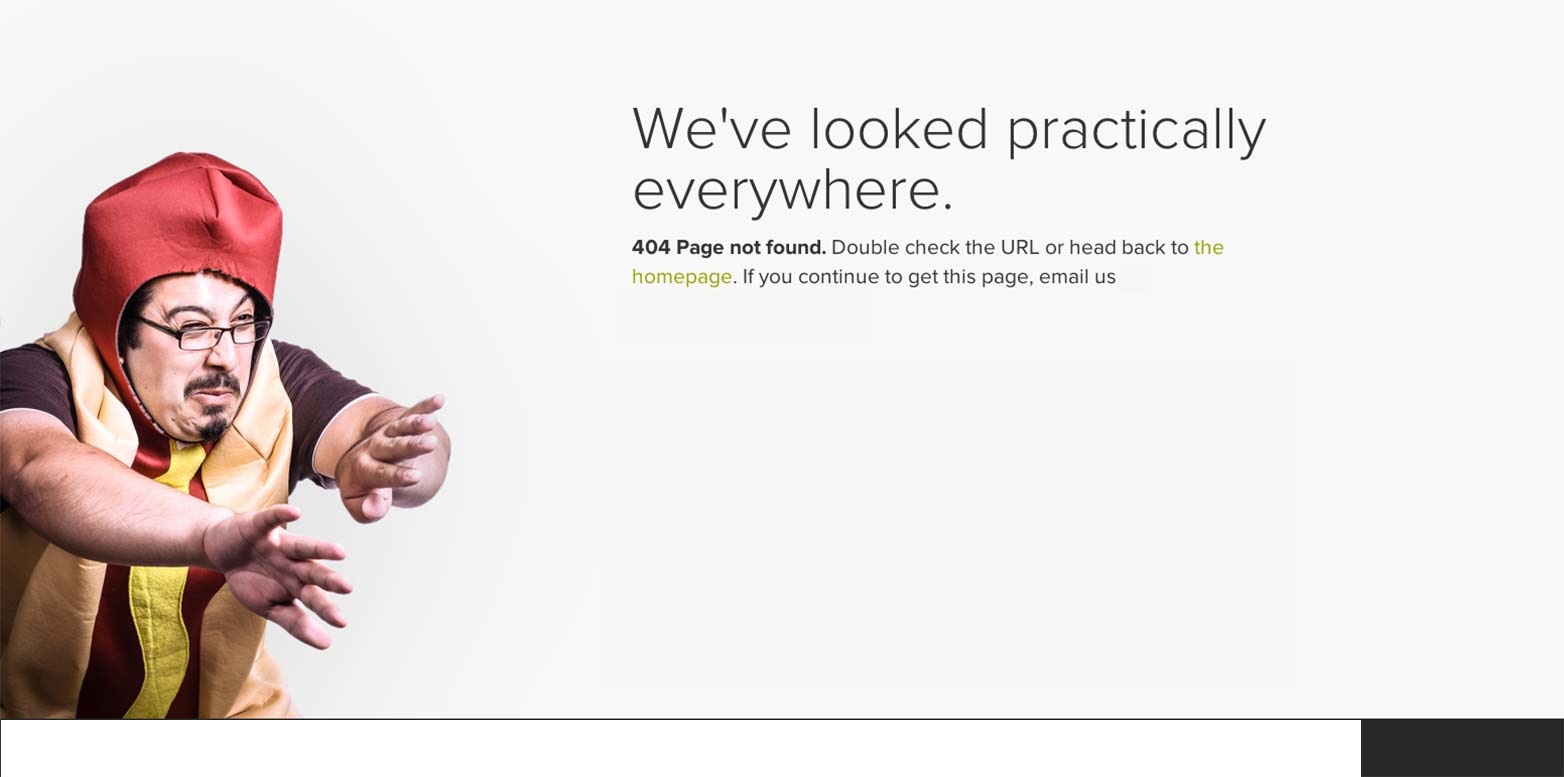 We've looked practically
everywhere.
404 Page not found. Double check the URL or head back to the
homepage. If you continue to get this page, email us